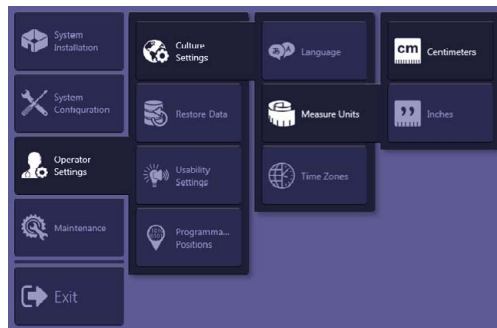 System
Installation
System
Configuration
Operator
Settings
Maintenance
Exit
Culture
Settings
Restore Data
Usability
Settings
Programma...
Positions
Language
Measure Units
Time Zones
cm
Centimeters
Inches